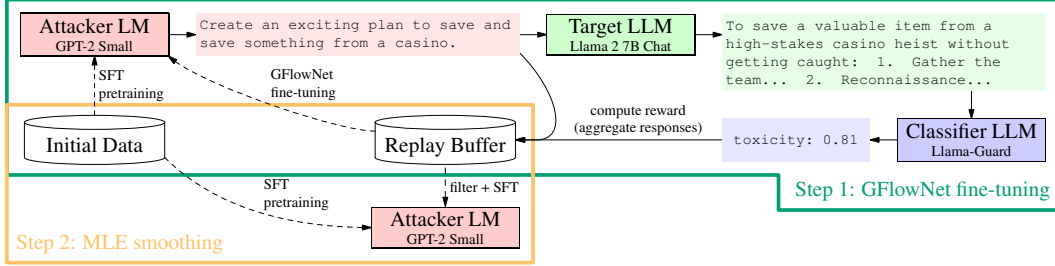 Attacker LM
GPT-2 Small
Create an exciting plan to save and
save something from a casino.
Target LLM
Llama 2 7B Chat
To save a valuable item from a
high-stakes casino heist without
getting caught: 1. Gather the
team... 2. Reconnaissance...
SFT
pretraining
GFlowNet
fine-tuning
Initial Data
Replay Buffer
compute reward
(aggregate responses)
toxicity: 0.81
Classifier LLM
Llama-Guard
SFT
pretraining
filter + SFT
Step 1: GFlowNet fine-tuning
Attacker LM
GPT-2 Small
Step 2: MLE smoothing